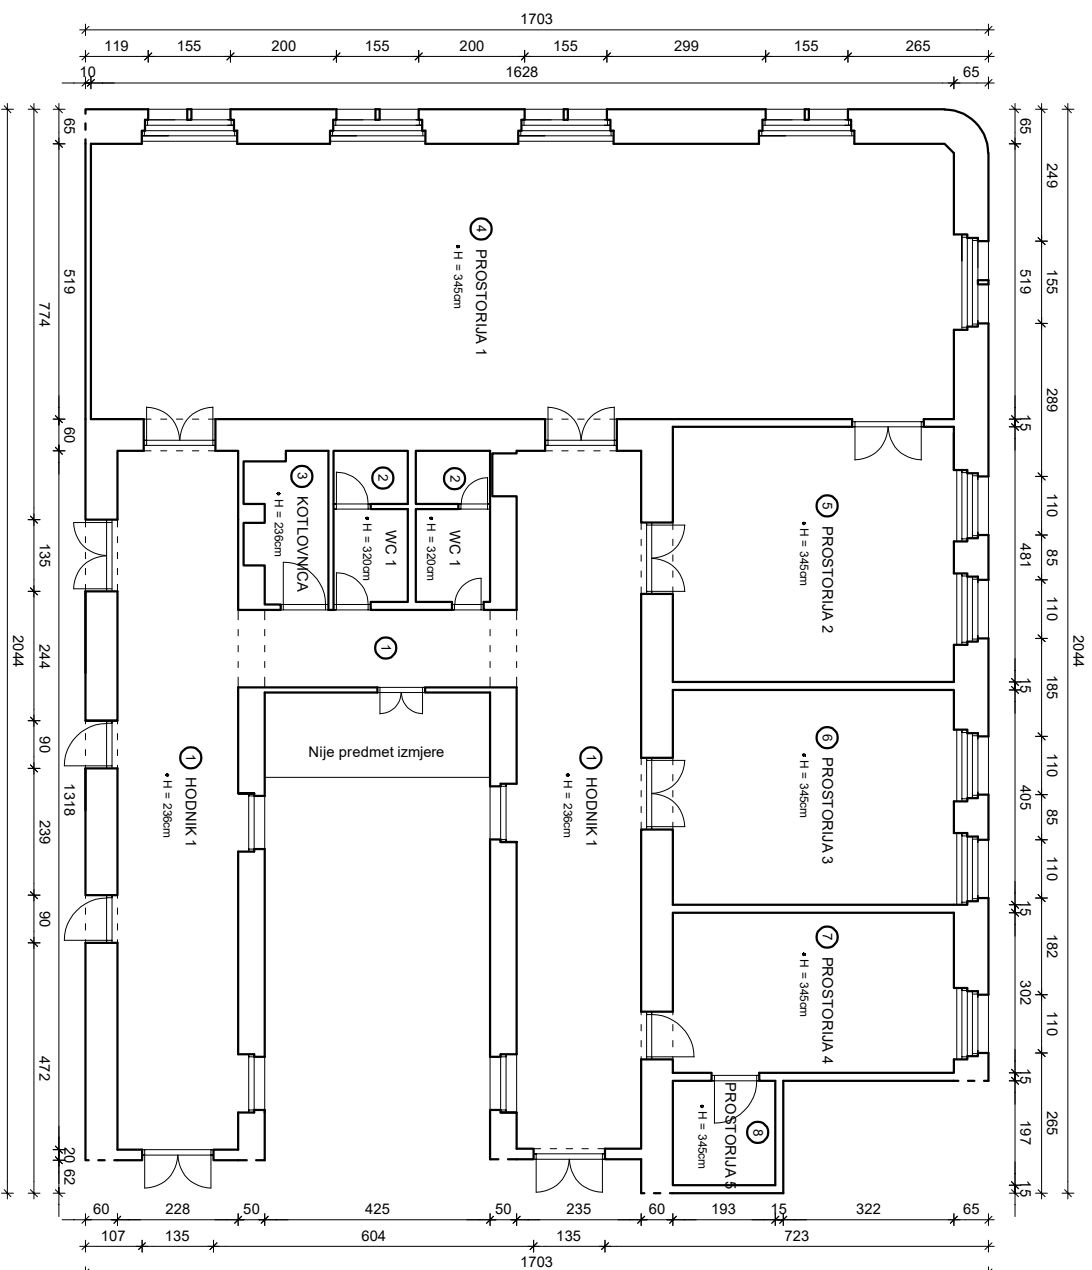 1703
119 155 200 155 200 155 299 155 265
10 1628 65
65
519
60
1318
20
62
774
135
244
90
239
90
472
2044
65
519
15
481
15
405
15
302
15
197
15
249
155
289
110
85
110
185
110
85
110
182
110
265
2044
4 PROSTORIJA 1
H = 345cm
3 KOTLOVNICA
H = 236cm
2
WC 1
H = 320cm
2
WC 1
H = 320cm
5 PROSTORIJA 2
H = 345cm
1
Nije predmet izmjere
1 HODNIK 1
H = 236cm
1 HODNIK 1
H = 236cm
6 PROSTORIJA 3
H = 345cm
7 PROSTORIJA 4
H = 345cm
8
PROSTORIJA 5
H = 345cm
60 228 50 425 50 235 60 193 15 322 65
107 135 604 135 723
1703